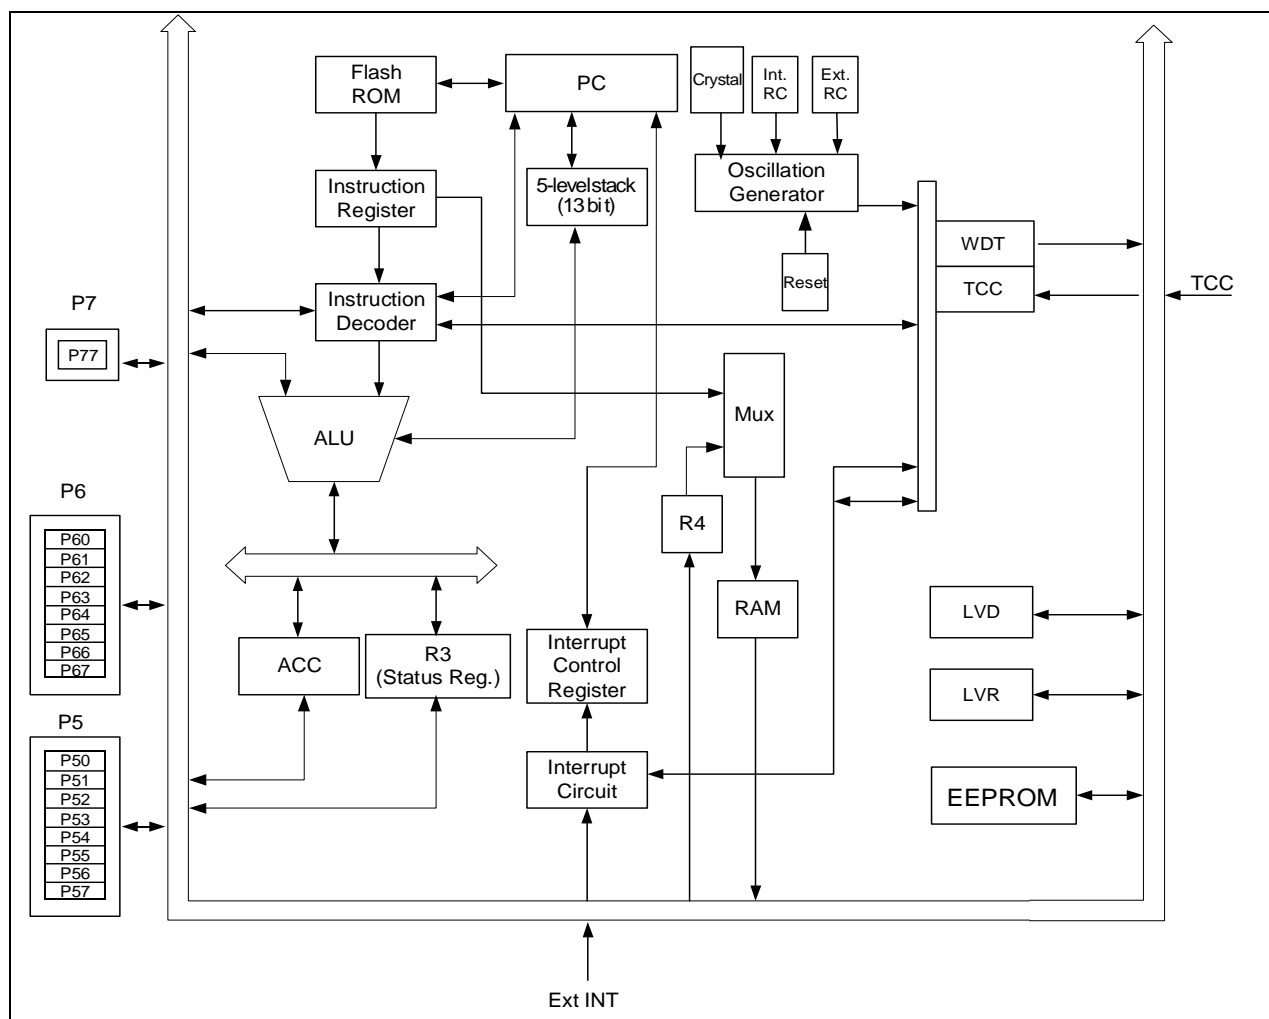 Flash
ROM
PC
Crystal
Int.
RC
Ext.
RC
Oscillation
Generator
Instruction
Register
5-levelstack
(13 bit)
WDT
TCC
TCC
Reset
Instruction
Decoder
P7
P77
Mux
ALU
P6
P60
P61
P62
P63
P64
P65
P66
P67
R4
RAM
LVD
ACC
R3
(Status Reg.)
Interrupt
Control
Register
LVR
P5
P50
P51
P52
P53
P54
P55
P56
P57
Interrupt
Circuit
EEPROM
Ext INT